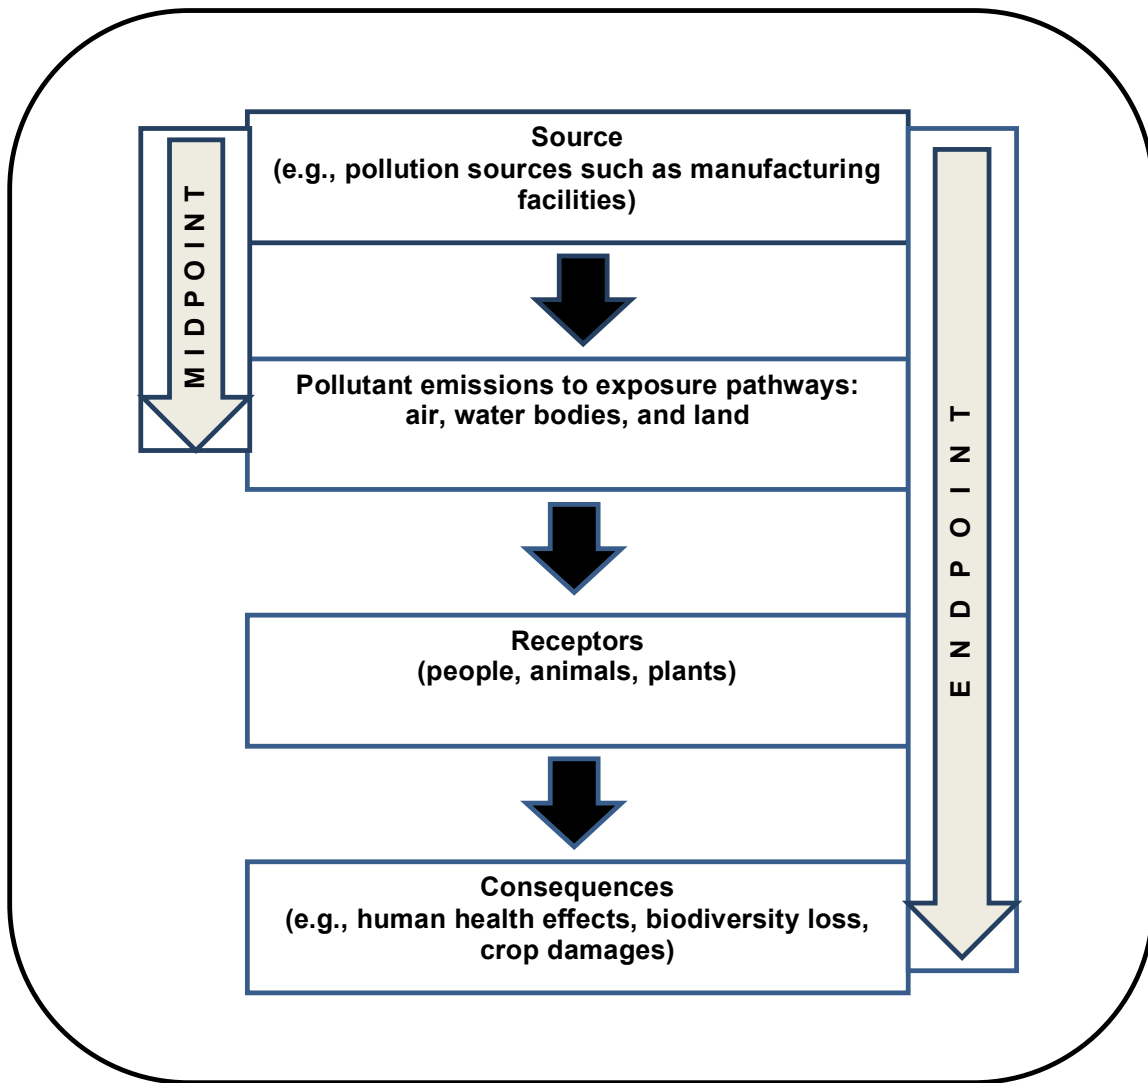 Source
(e.g., pollution sources such as manufacturing
facilities)
MIDPOINT
Pollutant emissions to exposure pathways:
air, water bodies, and land
ENDPOINT
Receptors
(people, animals, plants)
Consequences
(e.g., human health effects, biodiversity loss,
crop damages)